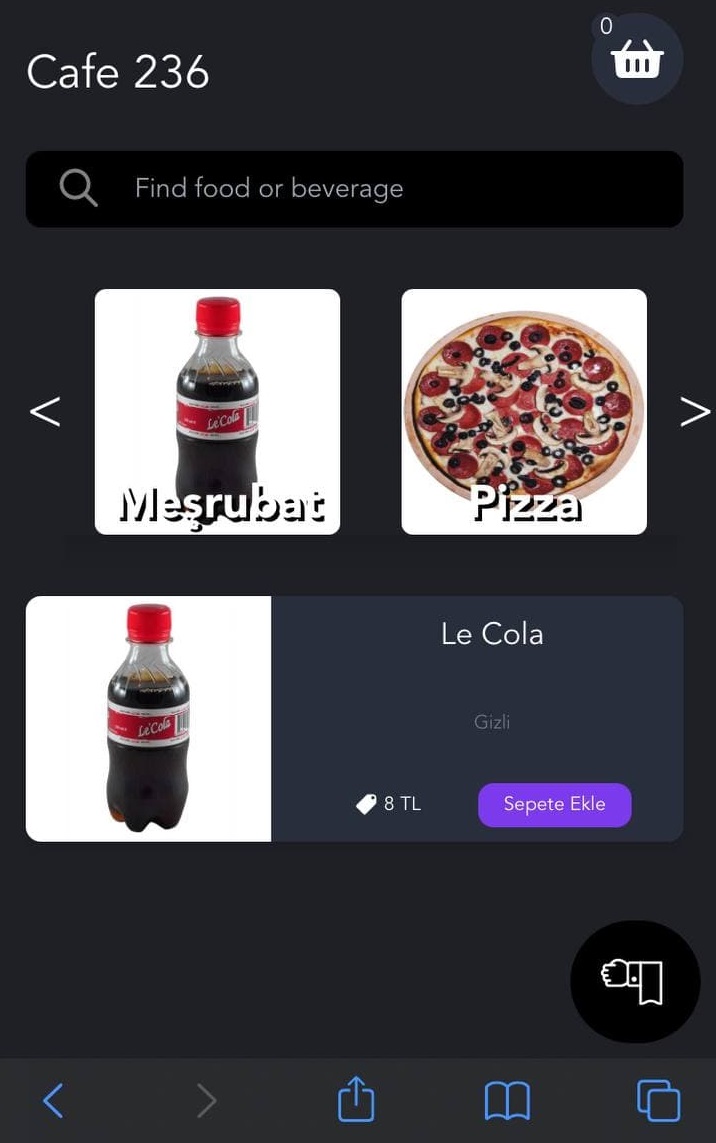 0
Cafe 236
Find food or beverage
Le'Cola
Meşrubat
Pizza
<
>
Le Cola
Le'Cola
Gizli
8 TL
Sepete Ekle